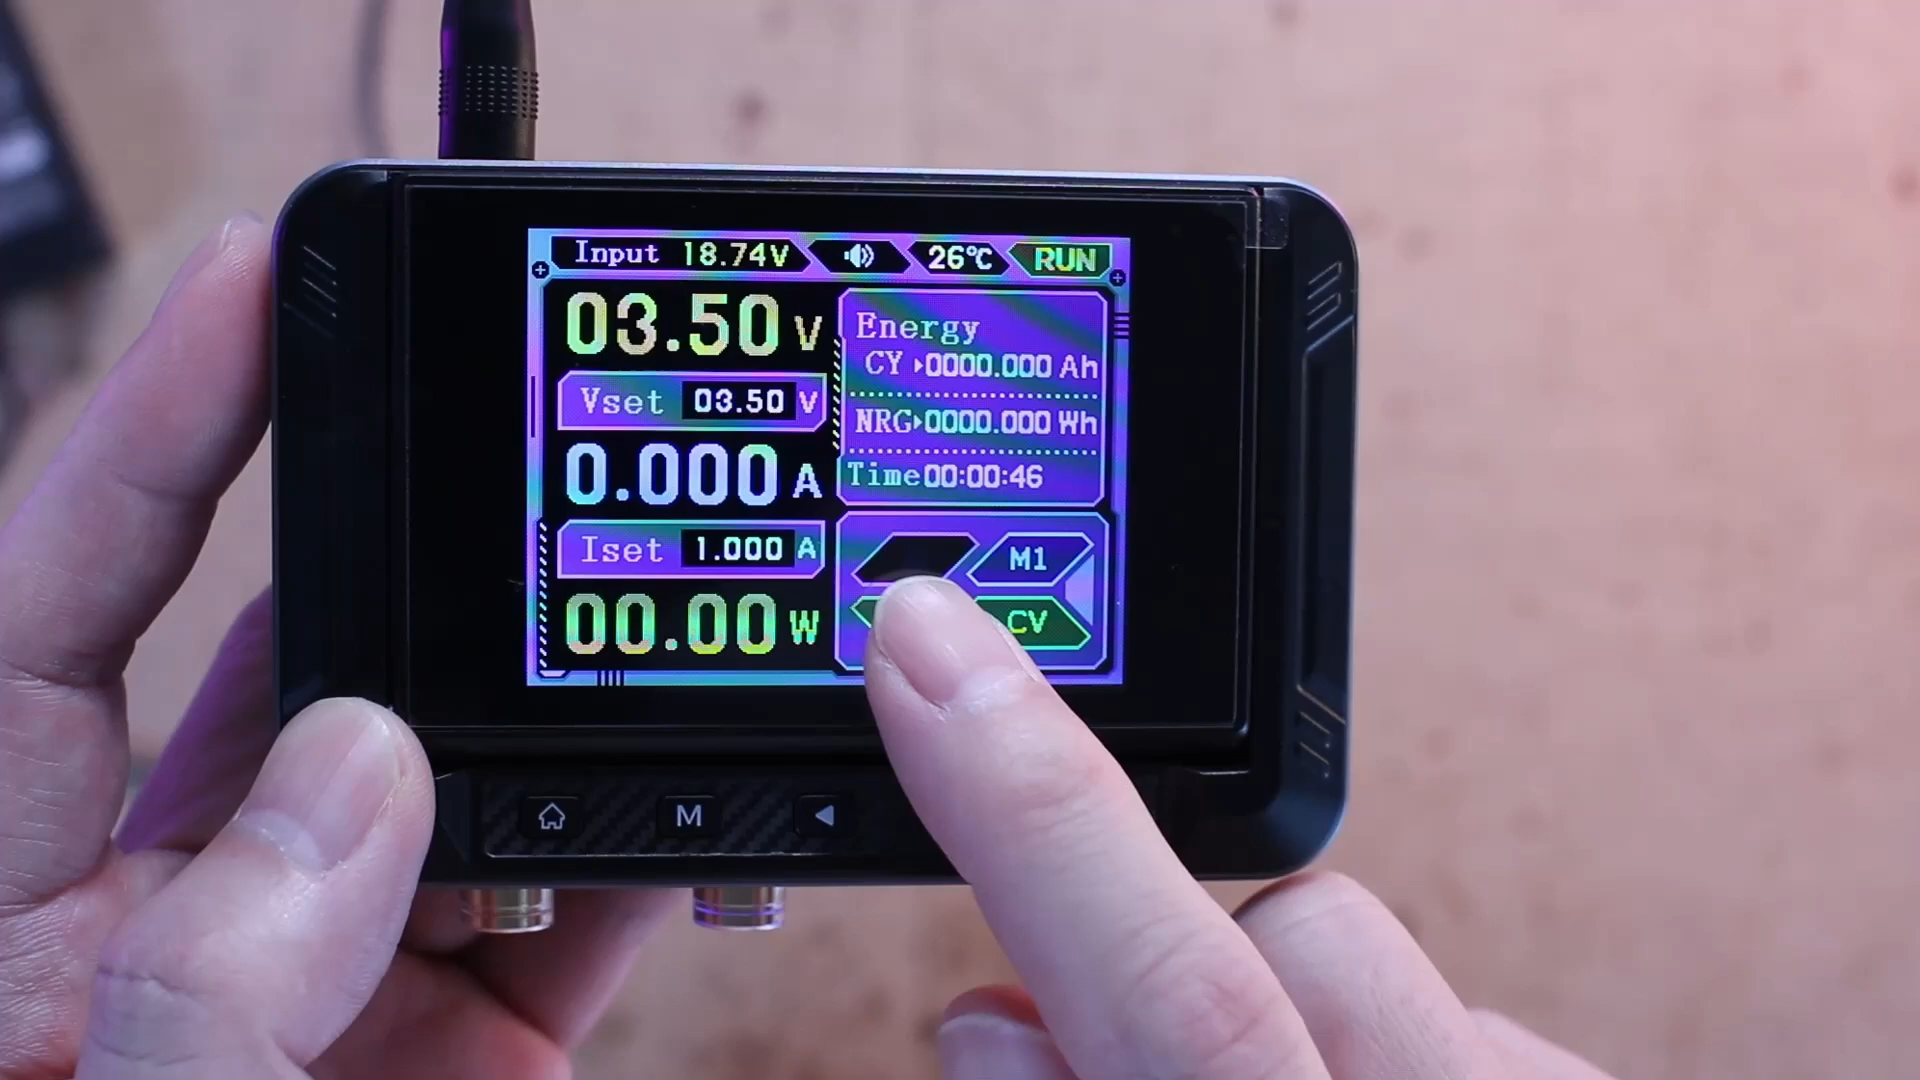 Input 18.74V 26℃ RUN
03.50 V
Vset 03.50 V
0.000 A
Iset 1.000 A
00.00 W
Energy
CY▸0000.000 Ah
NRG▸0000.000 Wh
Time 00:00:46
M1
CV
M